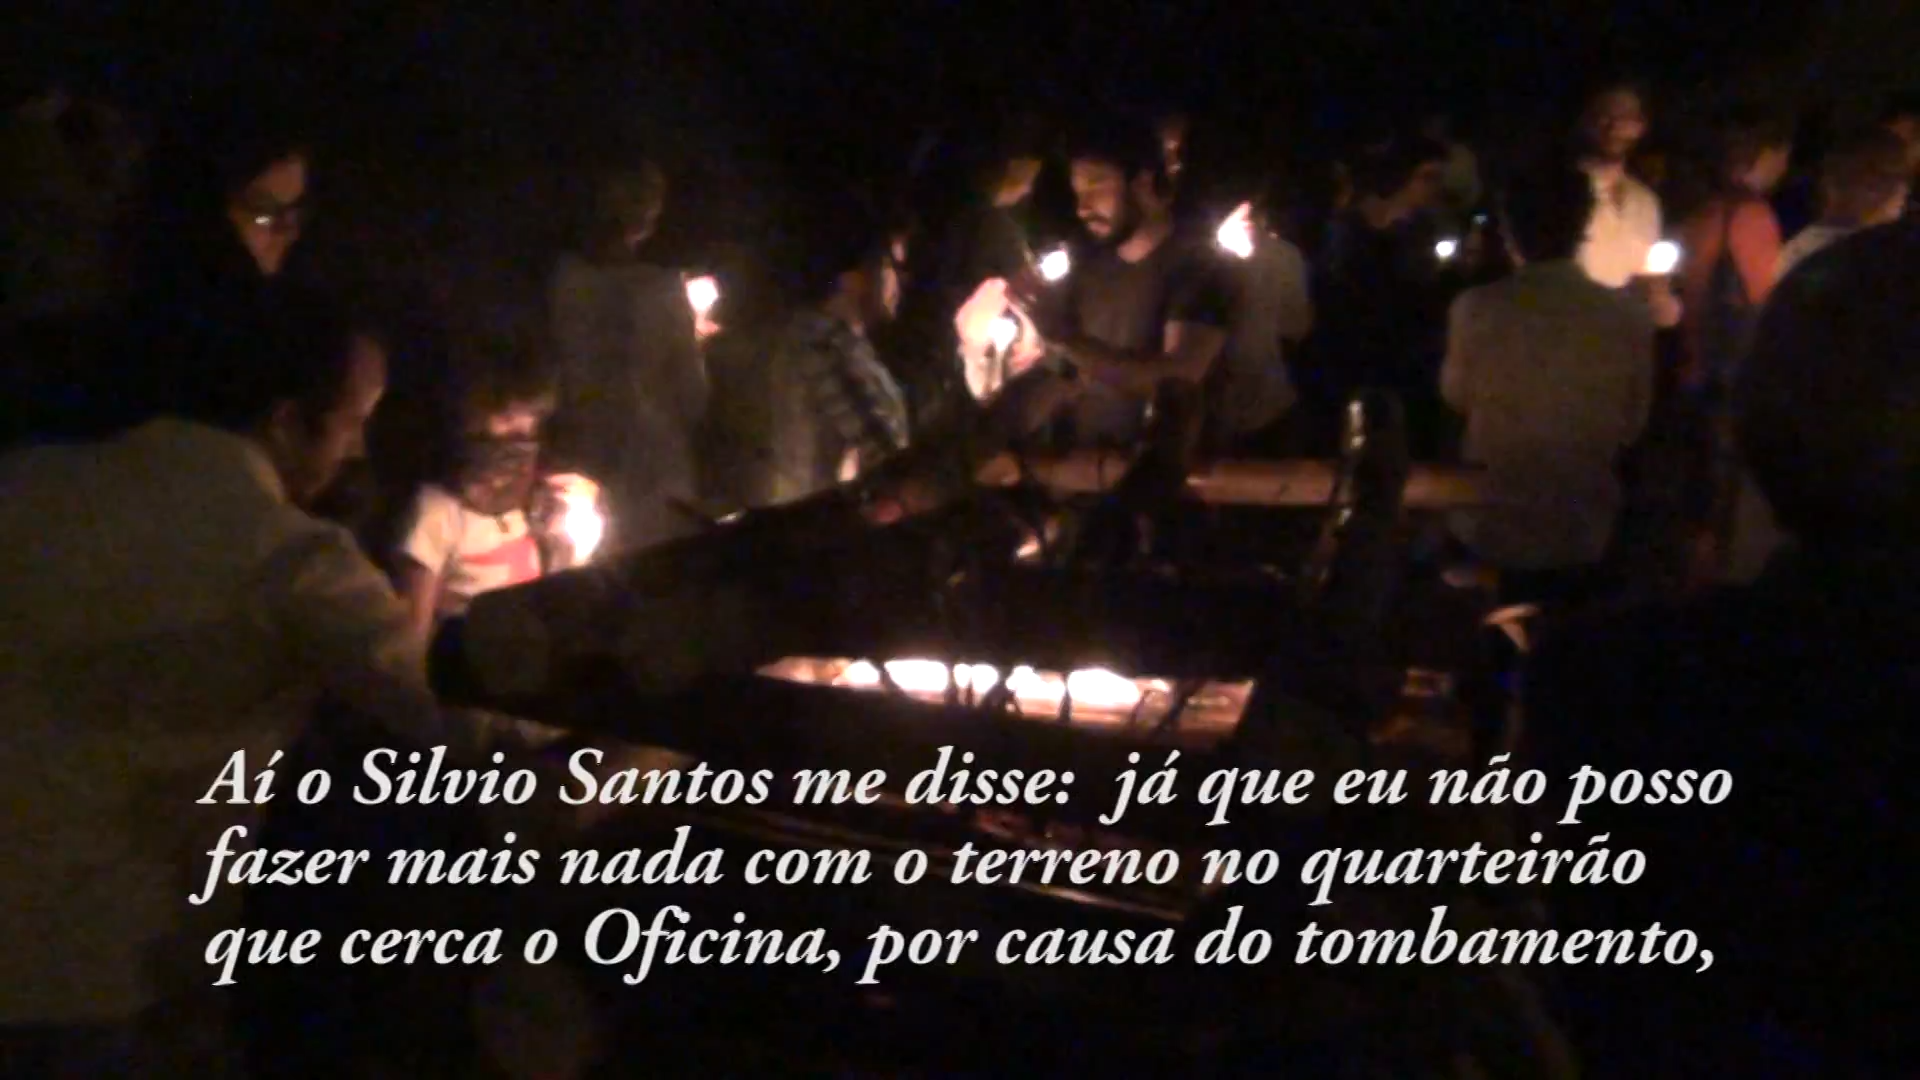 Aí o Silvio Santos me disse: já que eu não posso
fazer mais nada com o terreno no quarteirão
que cerca o Oficina, por causa do tombamento,